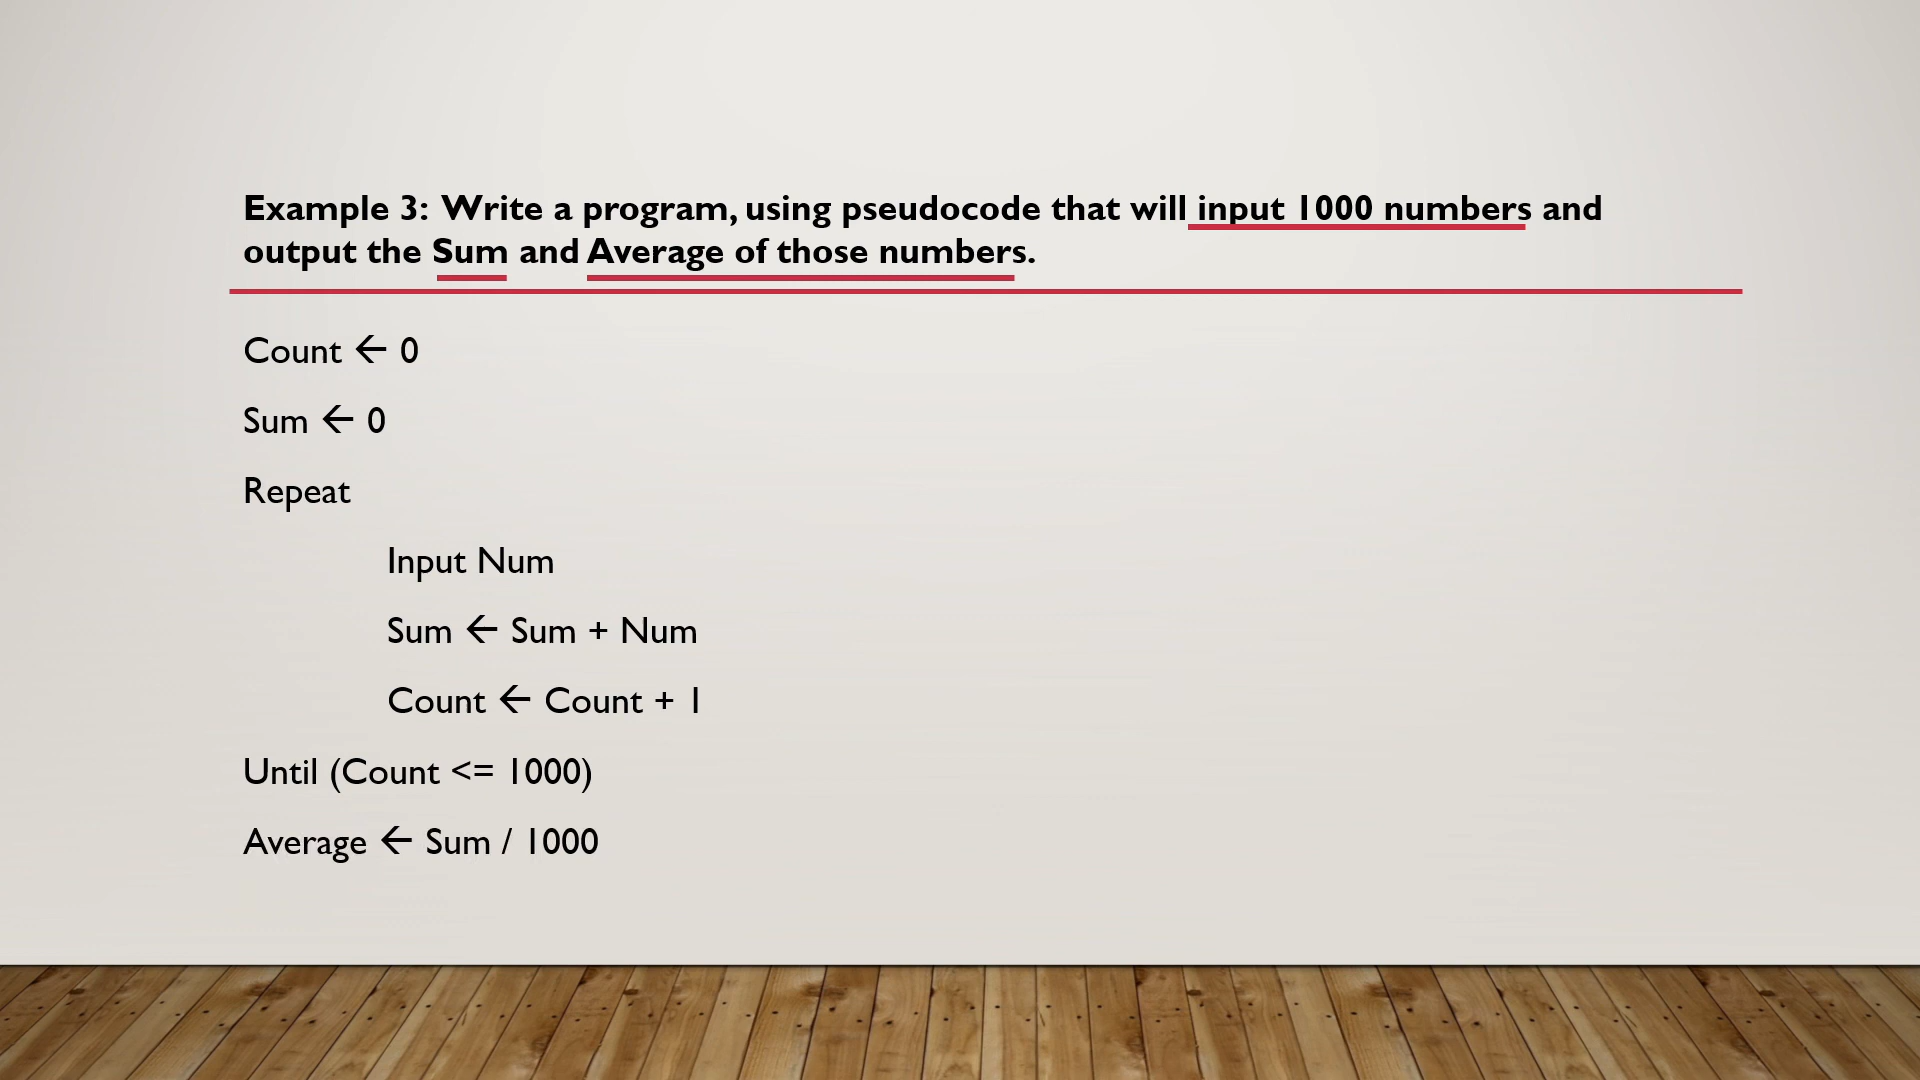 Example 3: Write a program, using pseudocode that will input 1000 numbers and
output the Sum and Average of those numbers.
Count ← 0
Sum ← 0
Repeat
Input Num
Sum ← Sum + Num
Count ← Count + 1
Until (Count <= 1000)
Average ← Sum / 1000